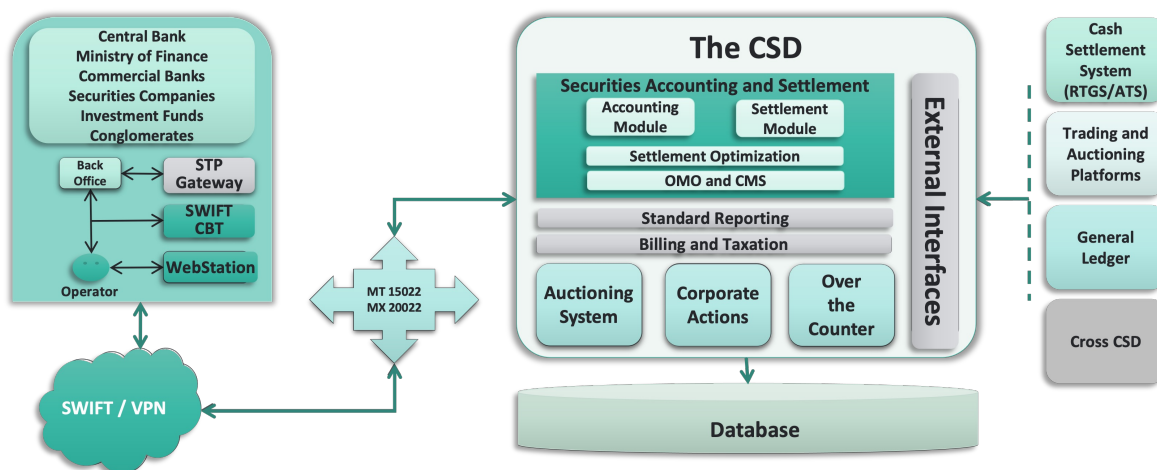 Central Bank
Ministry of Finance
Commercial Banks
Securities Companies
Investment Funds
Conglomerates
Back
Office
STP
Gateway
SWIFT
CBT
WebStation
Operator
SWIFT / VPN
MT 15022
MX 20022
The CSD
Securities Accounting and Settlement
Accounting
Module
Settlement
Module
Settlement Optimization
OMO and CMS
Standard Reporting
Billing and Taxation
Auctioning
System
Corporate
Actions
Over
the
Counter
External Interfaces
Database
Cash
Settlement
System
(RTGS/ATS)
Trading and
Auctioning
Platforms
General
Ledger
Cross CSD